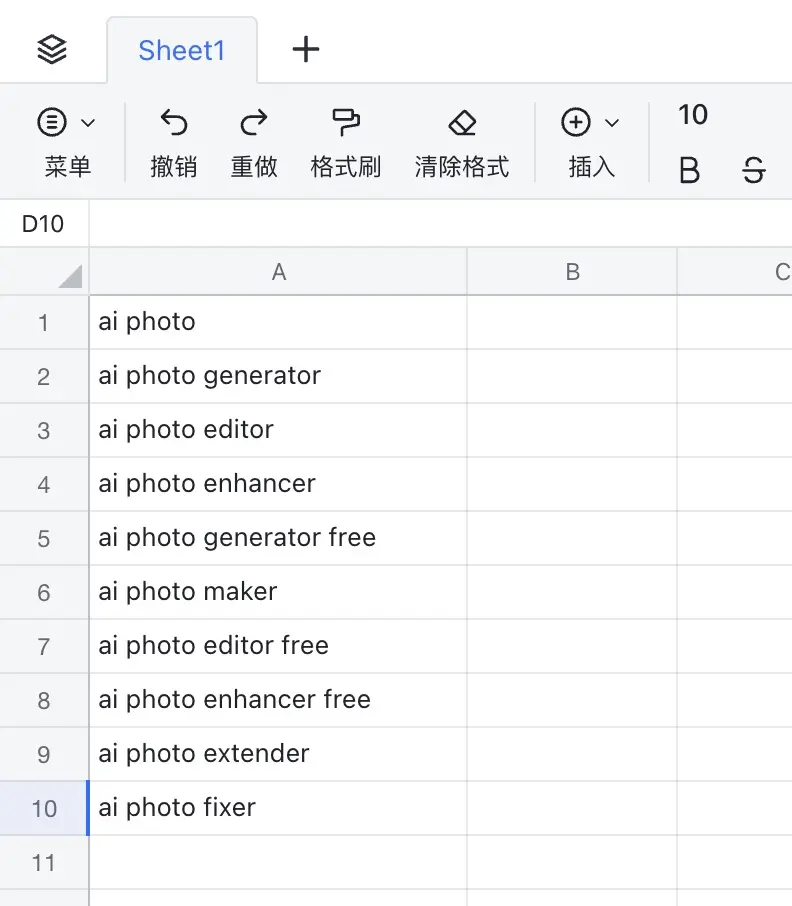 Sheet1
菜单 撤销 重做 格式刷 清除格式 插入 10 B S
D10
A B C
1 ai photo
2 ai photo generator
3 ai photo editor
4 ai photo enhancer
5 ai photo generator free
6 ai photo maker
7 ai photo editor free
8 ai photo enhancer free
9 ai photo extender
10 ai photo fixer
11